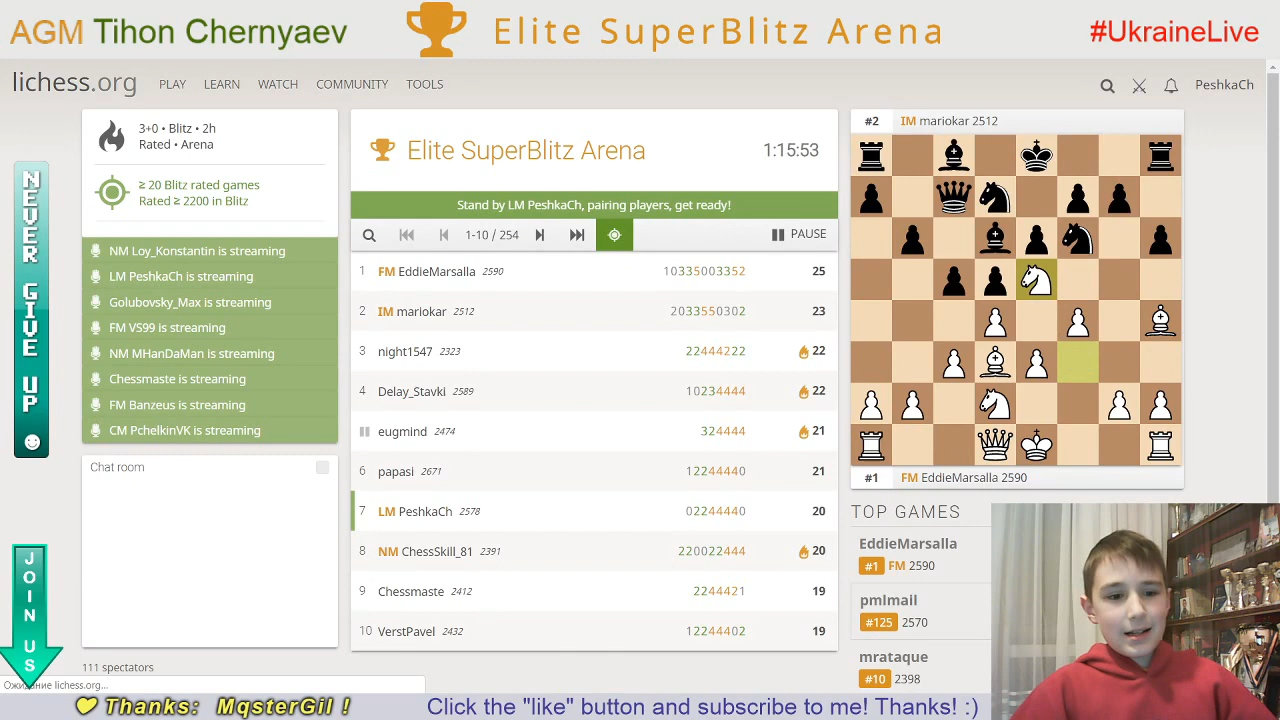 AGM Tihon Chernyaev
Elite SuperBlitz Arena
#UkraineLive
lichess.org
PLAY LEARN WATCH COMMUNITY TOOLS
PeshkaCh
NEVER GIVE UP
JOIN US
3+0 • Blitz • 2h
Rated • Arena
≥ 20 Blitz rated games
Rated ≥ 2200 in Blitz
NM Loy_Konstantin is streaming
LM PeshkaCh is streaming
Golubovsky_Max is streaming
FM VS99 is streaming
NM MHanDaMan is streaming
Chessmaste is streaming
FM Banzeus is streaming
CM PchelkinVK is streaming
Chat room
111 spectators
Ожидание lichess.org...
Elite SuperBlitz Arena 1:15:53
Stand by LM PeshkaCh, pairing players, get ready!
1-10 / 254 PAUSE
1 FM EddieMarsalla 2590 10335003352 25
2 IM mariokar 2512 2033550302 23
3 night1547 2323 22444222 22
4 Delay_Stavki 2589 10234444 22
eugmind 2474 324444 21
6 papasi 2671 12244440 21
7 LM PeshkaCh 2578 02244440 20
8 NM ChessSkill_81 2391 220022444 20
9 Chessmaste 2412 2244421 19
10 VerstPavel 2432 12244402 19
#2 IM mariokar 2512
#1 FM EddieMarsalla 2590
TOP GAMES
EddieMarsalla
#1 FM 2590
pmlmail
#125 2570
mrataque
#10 2398
Thanks: MqsterGil !
Click the "like" button and subscribe to me! Thanks! :)